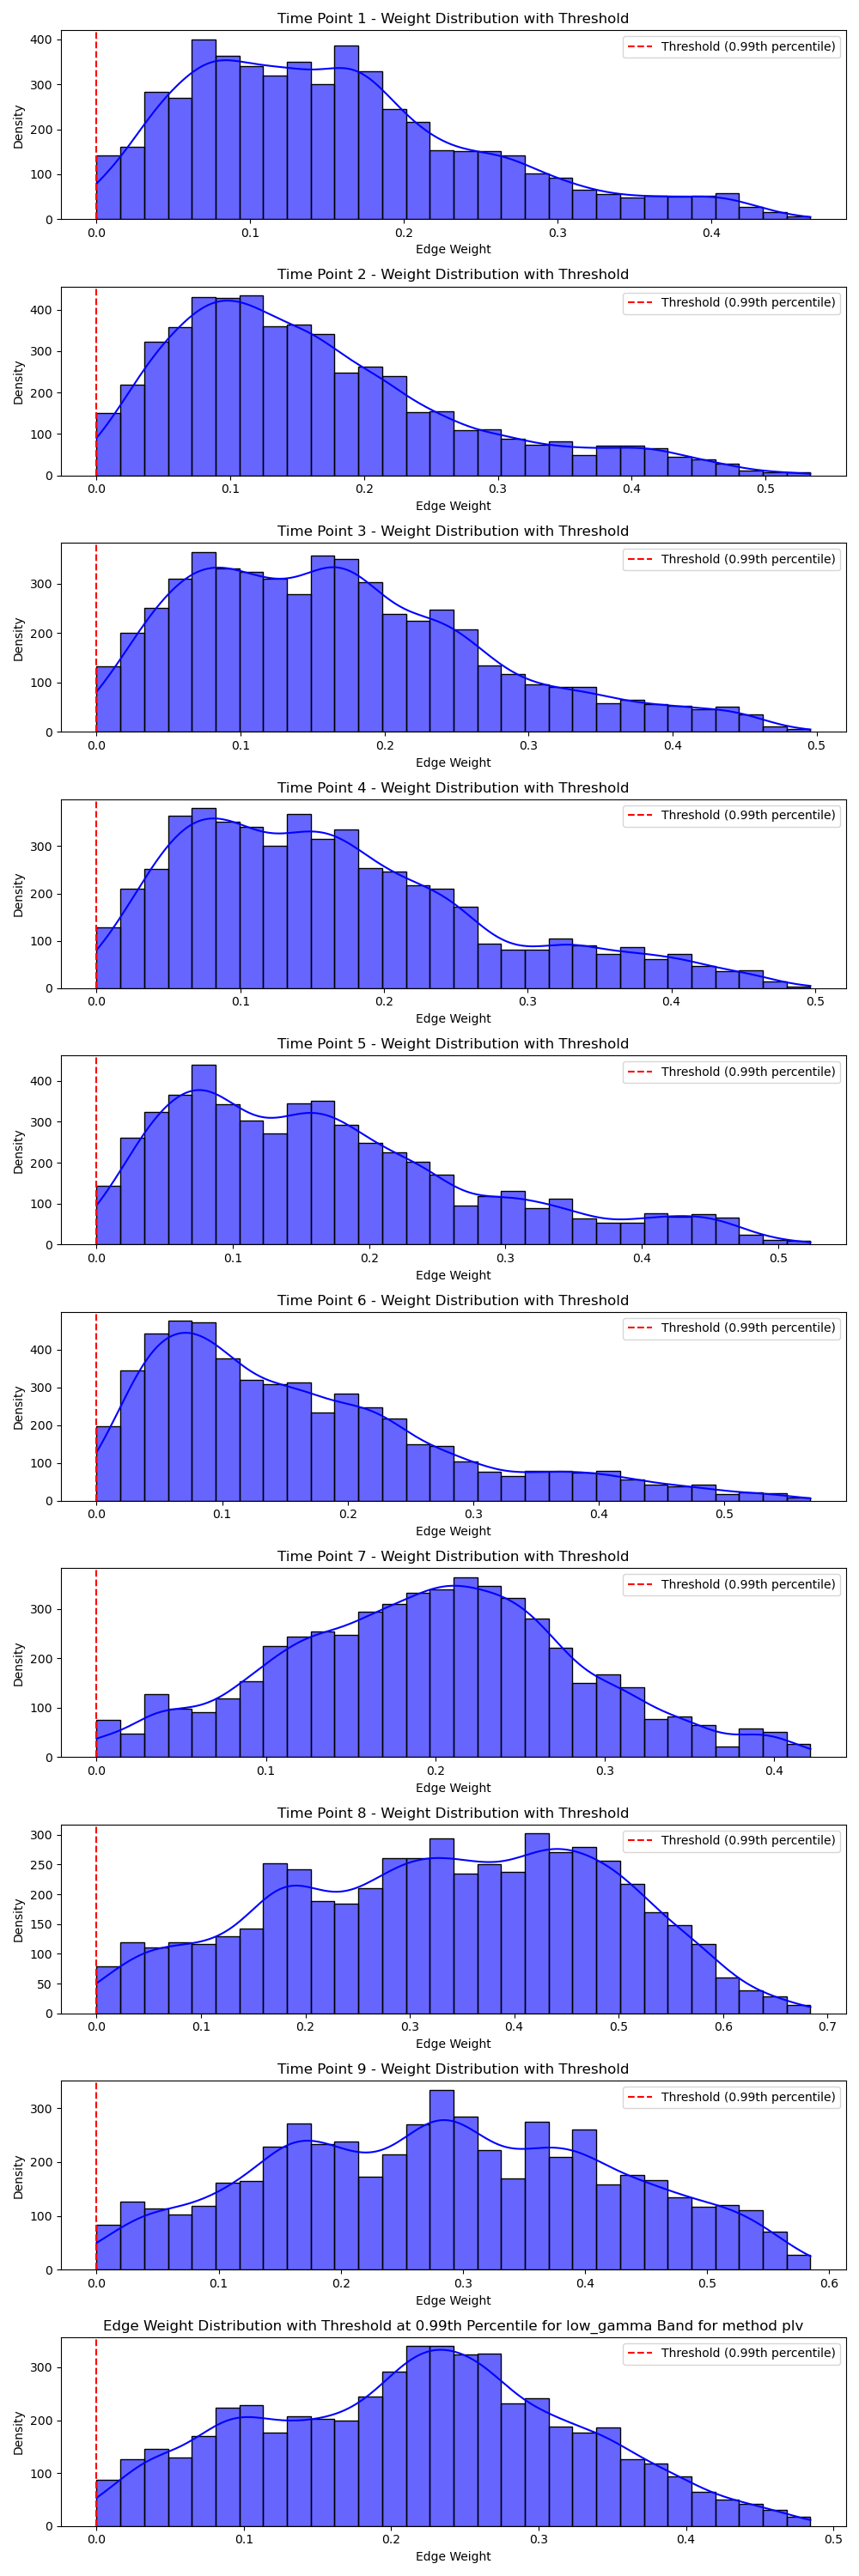 Time Point 1 - Weight Distribution with Threshold
Threshold (0.99th percentile)
Density
400
300
200
100
0
0.0 0.1 0.2 0.3 0.4
Edge Weight
Time Point 2 - Weight Distribution with Threshold
Threshold (0.99th percentile)
Density
400
300
200
100
0
0.0 0.1 0.2 0.3 0.4 0.5
Edge Weight
Time Point 3 - Weight Distribution with Threshold
Threshold (0.99th percentile)
Density
300
200
100
0
0.0 0.1 0.2 0.3 0.4 0.5
Edge Weight
Time Point 4 - Weight Distribution with Threshold
Threshold (0.99th percentile)
Density
300
200
100
0
0.0 0.1 0.2 0.3 0.4 0.5
Edge Weight
Time Point 5 - Weight Distribution with Threshold
Threshold (0.99th percentile)
Density
400
300
200
100
0
0.0 0.1 0.2 0.3 0.4 0.5
Edge Weight
Time Point 6 - Weight Distribution with Threshold
Threshold (0.99th percentile)
Density
400
300
200
100
0
0.0 0.1 0.2 0.3 0.4 0.5
Edge Weight
Time Point 7 - Weight Distribution with Threshold
Threshold (0.99th percentile)
Density
300
200
100
0
0.0 0.1 0.2 0.3 0.4
Edge Weight
Time Point 8 - Weight Distribution with Threshold
Threshold (0.99th percentile)
Density
300
250
200
150
100
50
0
0.0 0.1 0.2 0.3 0.4 0.5 0.6 0.7
Edge Weight
Time Point 9 - Weight Distribution with Threshold
Threshold (0.99th percentile)
Density
300
200
100
0
0.0 0.1 0.2 0.3 0.4 0.5 0.6
Edge Weight
Edge Weight Distribution with Threshold at 0.99th Percentile for low_gamma Band for method plv
Threshold (0.99th percentile)
Density
300
200
100
0
0.0 0.1 0.2 0.3 0.4 0.5
Edge Weight